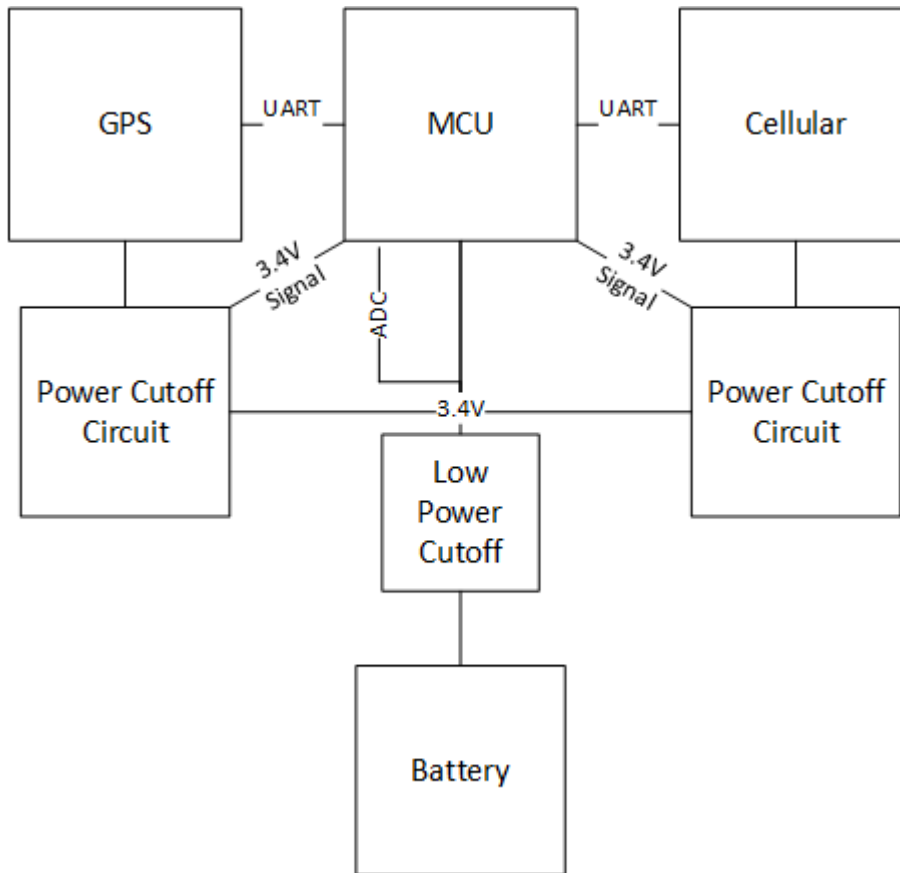 GPS
UART
MCU
UART
Cellular
3.4V
Signal
3.4V
Signal
ADC
Power Cutoff
Circuit
3.4V
Power Cutoff
Circuit
Low
Power
Cutoff
Battery